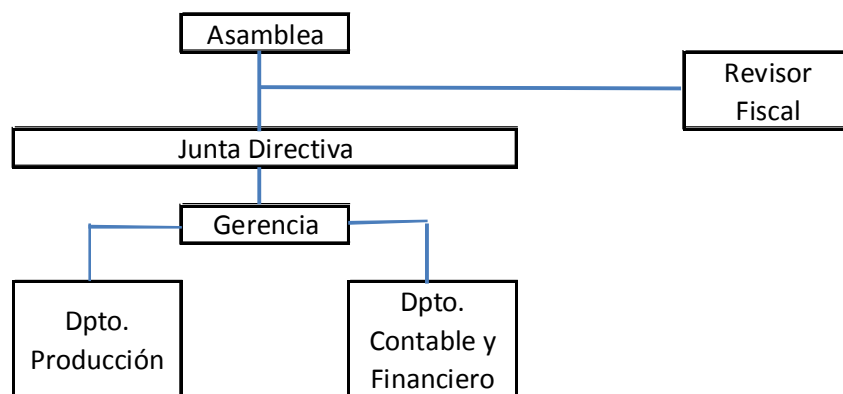 Asamblea
Revisor
Fiscal
Junta Directiva
Gerencia
Dpto.
Producción
Dpto.
Contable y
Financiero